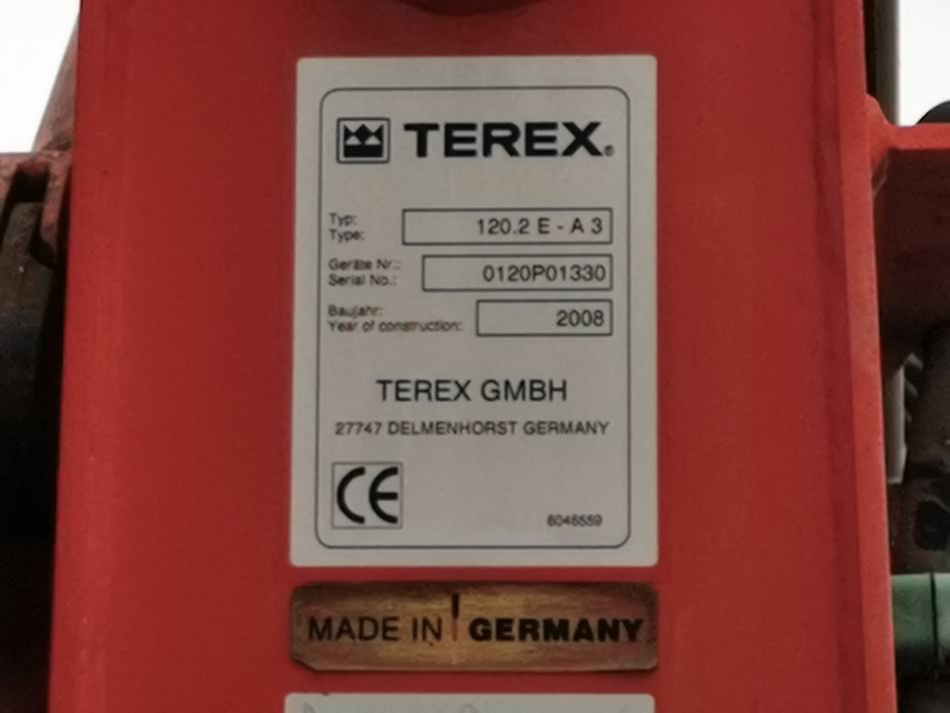 TEREX®
Typ:
Type:
120.2 E - A 3
Geräte Nr.:
Serial No.:
0120P01330
Baujahr:
Year of construction:
2008
TEREX GMBH
27747 DELMENHORST GERMANY
CE
6046559
MADE IN GERMANY